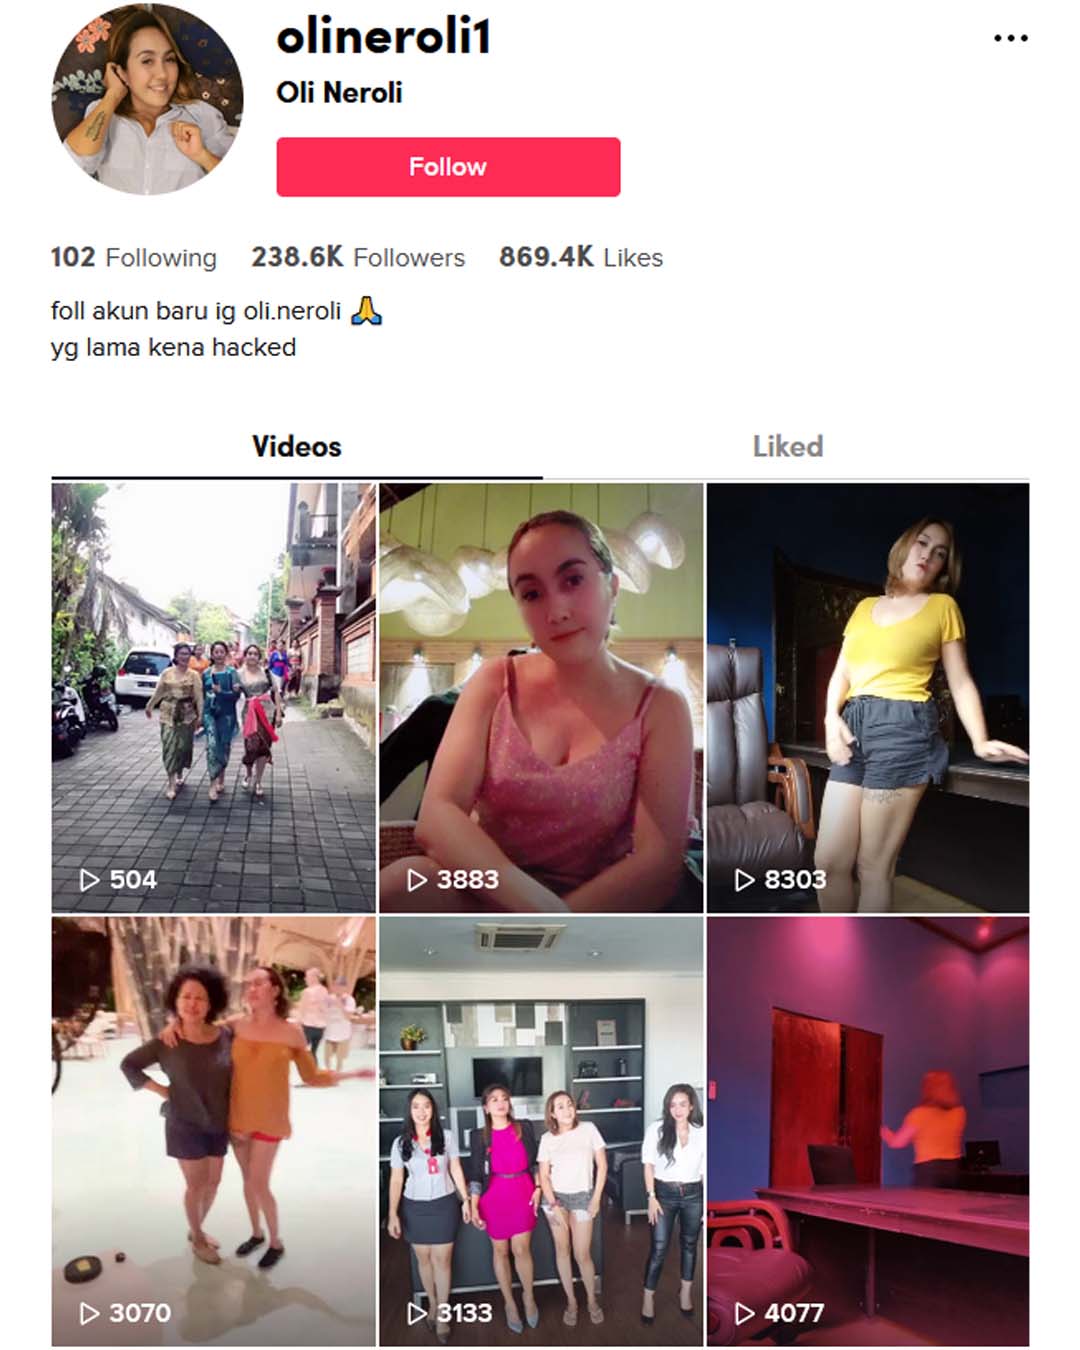 olineroli1
Oli Neroli
Follow
102 Following 238.6K Followers 869.4K Likes
foll akun baru ig oli.neroli 🙏
yg lama kena hacked
Videos Liked
504 3883 8303
3070 3133 4077